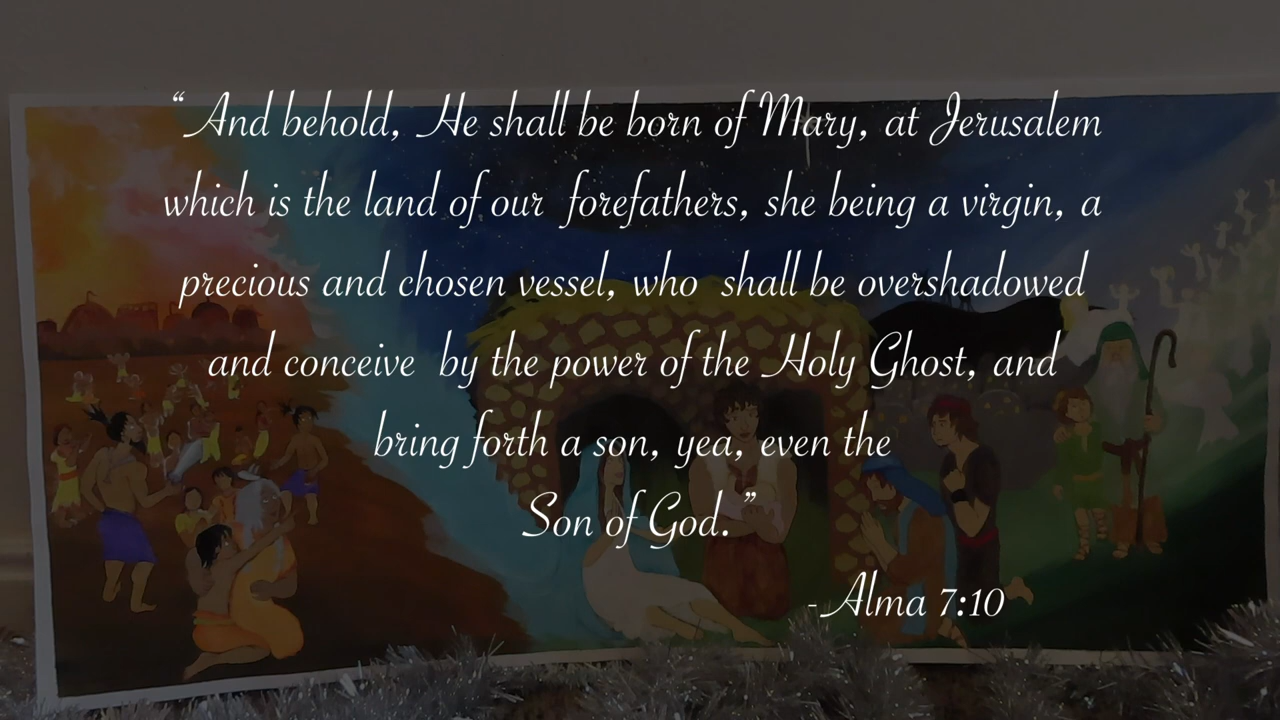 “And behold, He shall be born of Mary, at Jerusalem
which is the land of our forefathers, she being a virgin, a
precious and chosen vessel, who shall be overshadowed
and conceive by the power of the Holy Ghost, and
bring forth a son, yea, even the
Son of God.”
-Alma 7:10